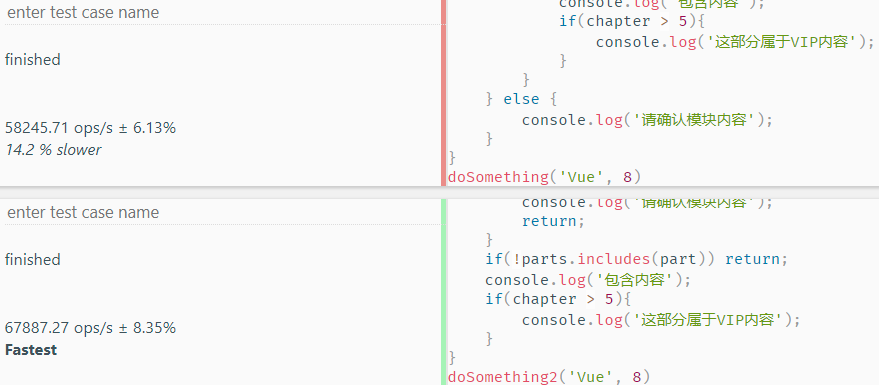 enter test case name
finished
58245.71 ops/s ± 6.13%
14.2 % slower
console.log('包含内容');
if(chapter > 5){
console.log('这部分属于VIP内容');
}
}
} else {
console.log('请确认模块内容');
}
}
doSomething('Vue', 8)
enter test case name
finished
67887.27 ops/s ± 8.35%
Fastest
console.log('请确认模块内容');
return;
}
if(!parts.includes(part)) return;
console.log('包含内容');
if(chapter > 5){
console.log('这部分属于VIP内容');
}
}
doSomething2('Vue', 8)